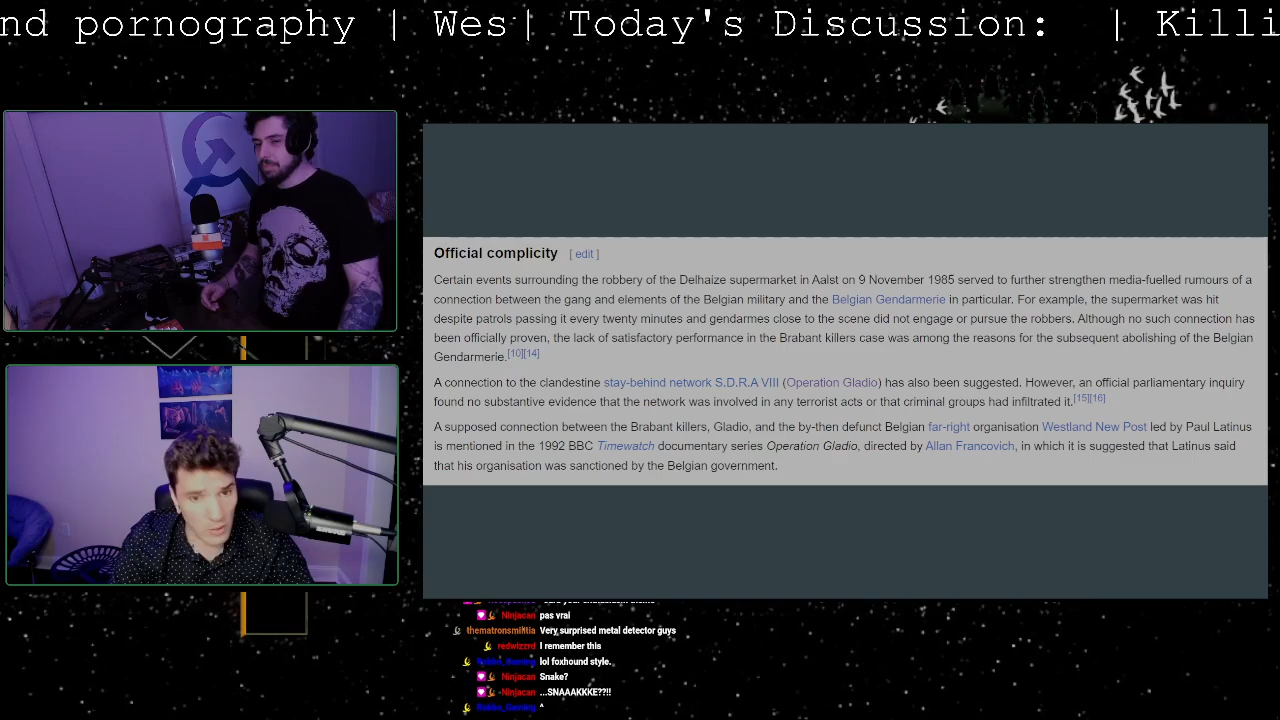 nd pornography | Wes| Today's Discussion: | Killi
Official complicity [ edit ]
Certain events surrounding the robbery of the Delhaize supermarket in Aalst on 9 November 1985 served to further strengthen media-fuelled rumours of a
connection between the gang and elements of the Belgian military and the Belgian Gendarmerie in particular. For example, the supermarket was hit
despite patrols passing it every twenty minutes and gendarmes close to the scene did not engage or pursue the robbers. Although no such connection has
been officially proven, the lack of satisfactory performance in the Brabant killers case was among the reasons for the subsequent abolishing of the Belgian
Gendarmerie.[10][14]
A connection to the clandestine stay-behind network S.D.R.A VIII (Operation Gladio) has also been suggested. However, an official parliamentary inquiry
found no substantive evidence that the network was involved in any terrorist acts or that criminal groups had infiltrated it.[15][16]
A supposed connection between the Brabant killers, Gladio, and the by-then defunct Belgian far-right organisation Westland New Post led by Paul Latinus
is mentioned in the 1992 BBC Timewatch documentary series Operation Gladio, directed by Allan Francovich, in which it is suggested that Latinus said
that his organisation was sanctioned by the Belgian government.
Ninjacan pas vrai
thematronsmilitia Very surprised metal detector guys
redwizzrd I remember this
lol foxhound style.
Ninjacan Snake?
Ninjacan ...SNAAAKKKE??!!
^